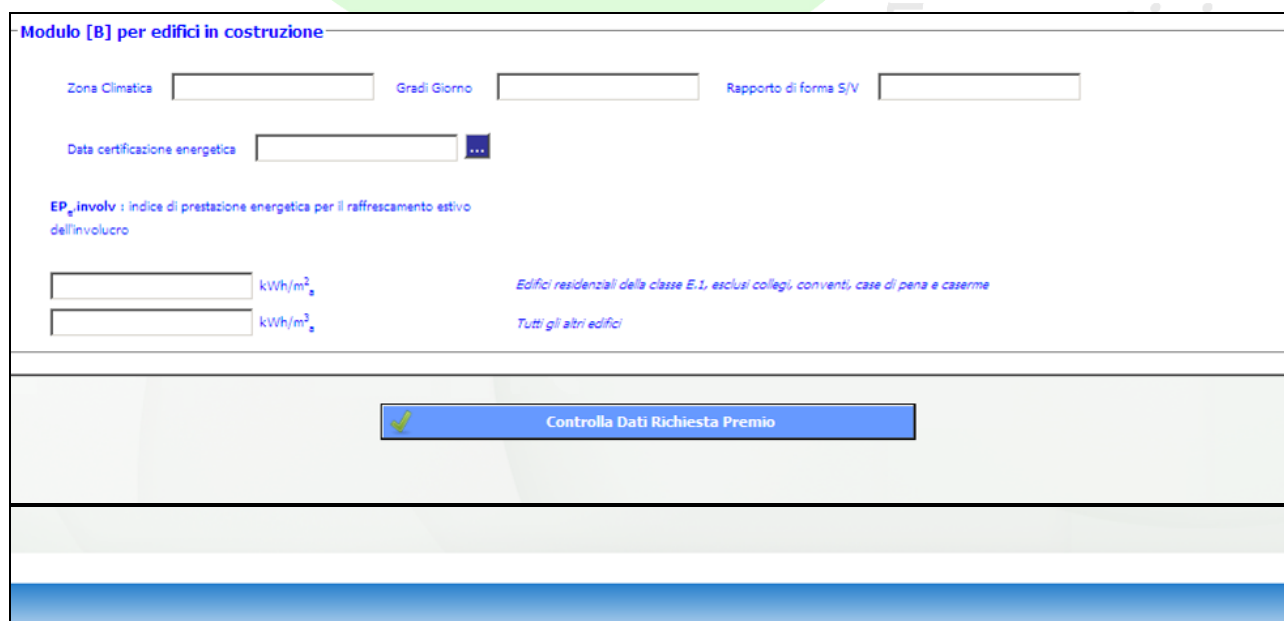 Modulo [B] per edifici in costruzione
Zona Climatica Gradi Giorno Rapporto di forma S/V
Data certificazione energetica ...
EPe,involv : indice di prestazione energetica per il raffrescamento estivo
dell'involucro
kWh/m²a Edifici residenziali della classe E.1, esclusi collegi, conventi, case di pena e caserme
kWh/m³a Tutti gli altri edifici
Controlla Dati Richiesta Premio